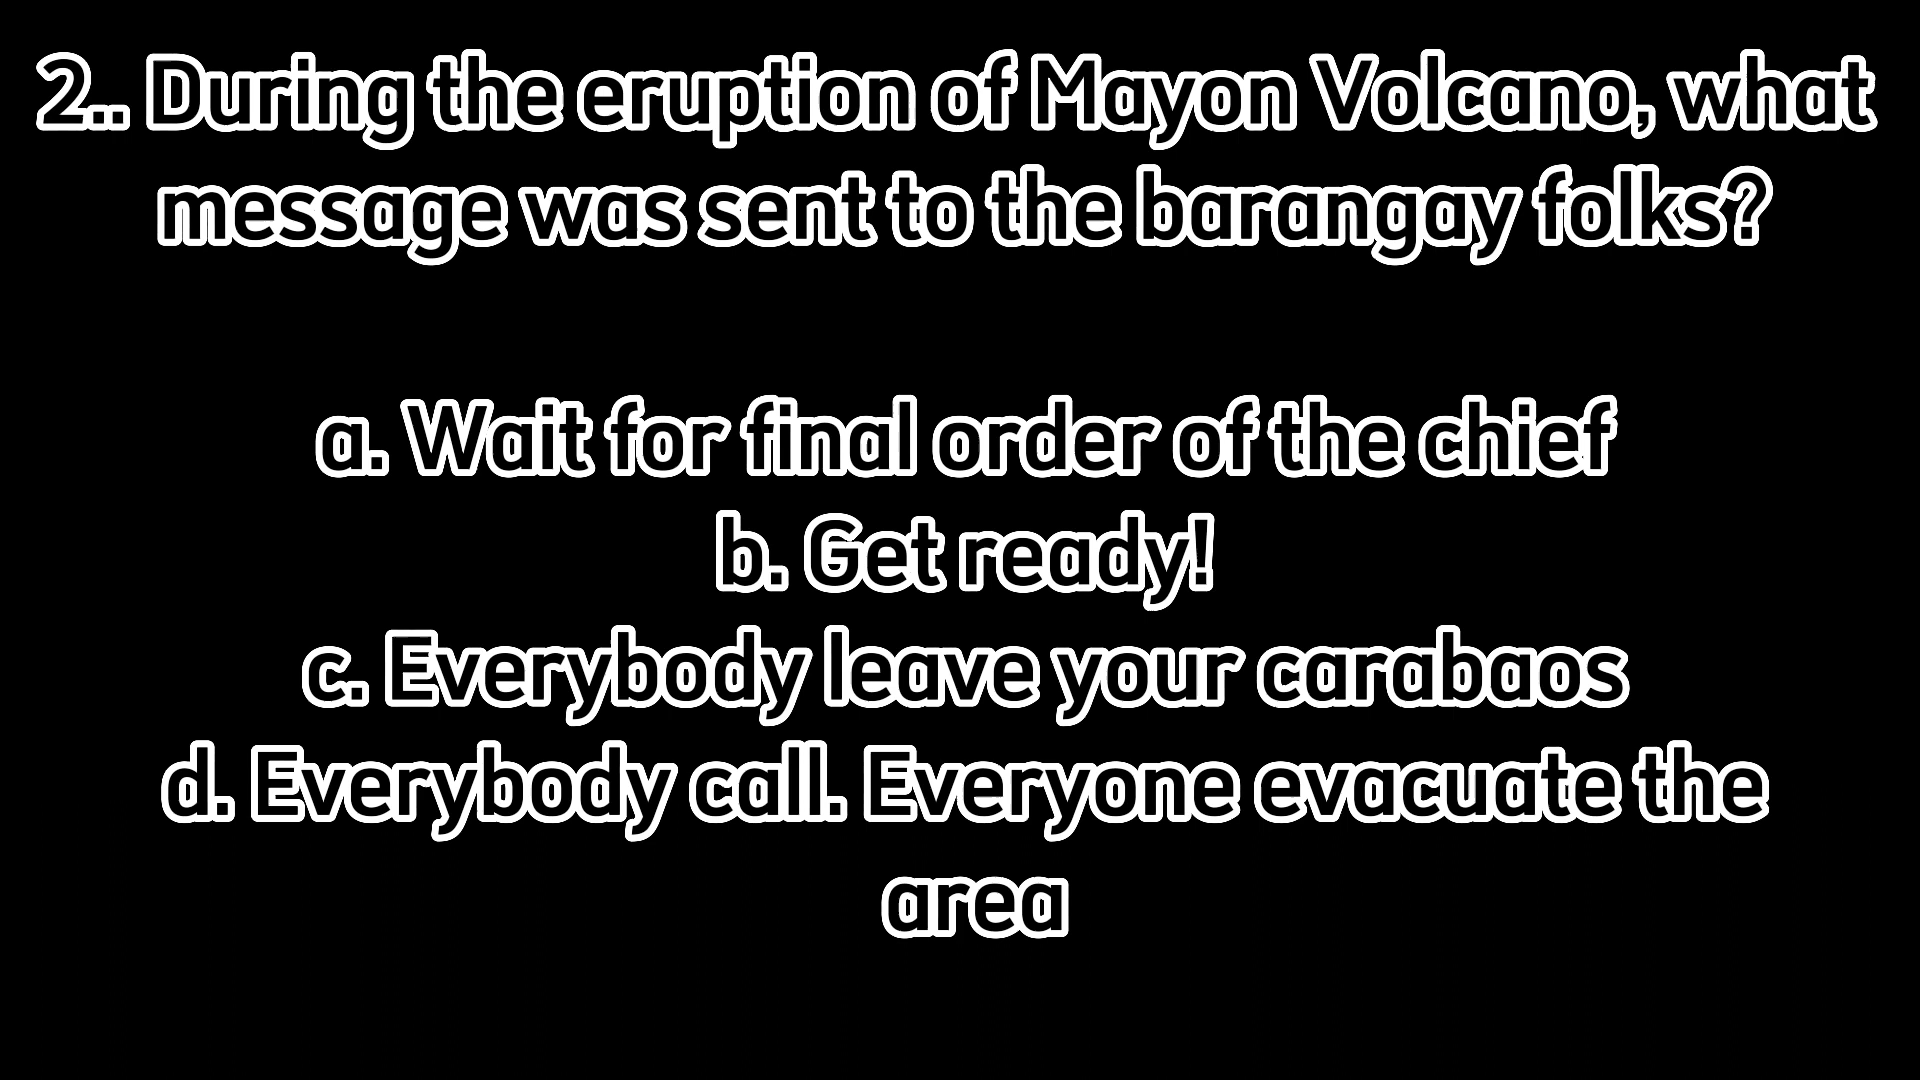 2.. During the eruption of Mayon Volcano, what
message was sent to the barangay folks?
a. Wait for final order of the chief
b. Get ready!
c. Everybody leave your carabaos
d. Everybody call. Everyone evacuate the
area